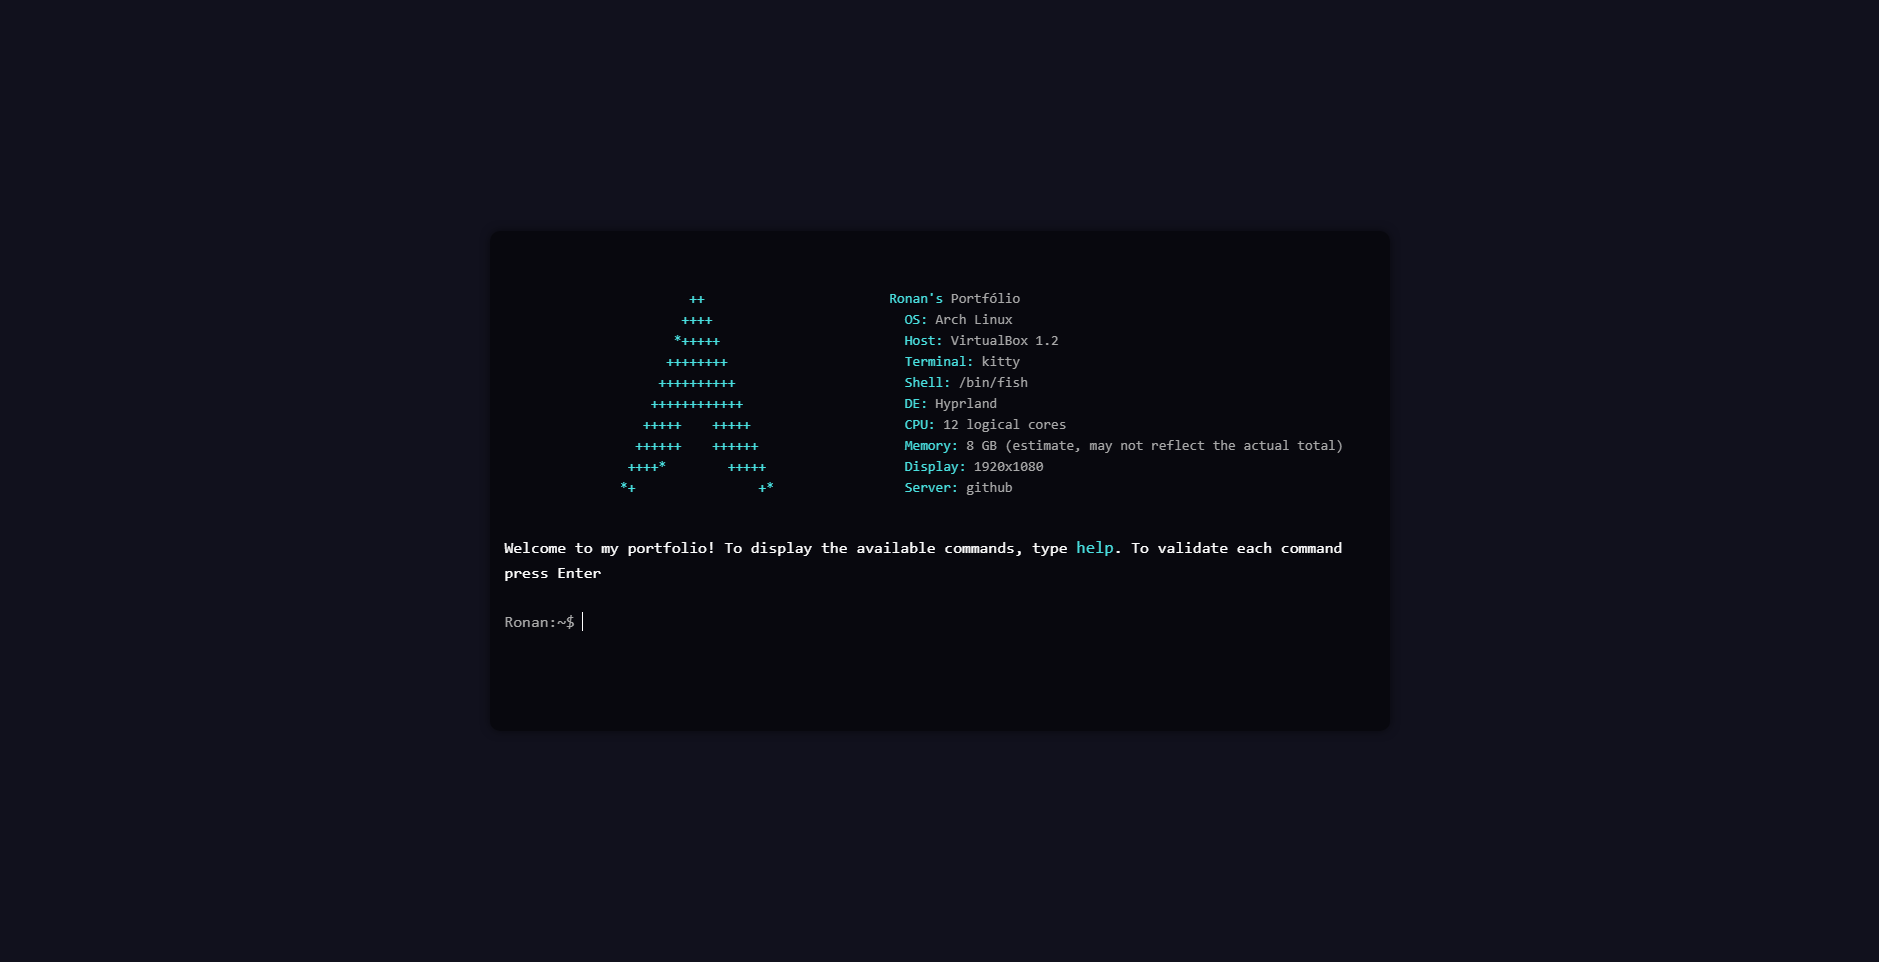 ++
++++
*+++++
++++++++
++++++++++
++++++++++++
+++++    +++++
++++++    ++++++
++++*        +++++
*+                +*
Ronan's Portfólio
OS: Arch Linux
Host: VirtualBox 1.2
Terminal: kitty
Shell: /bin/fish
DE: Hyprland
CPU: 12 logical cores
Memory: 8 GB (estimate, may not reflect the actual total)
Display: 1920x1080
Server: github
Welcome to my portfolio! To display the available commands, type help. To validate each command
press Enter
Ronan:~$